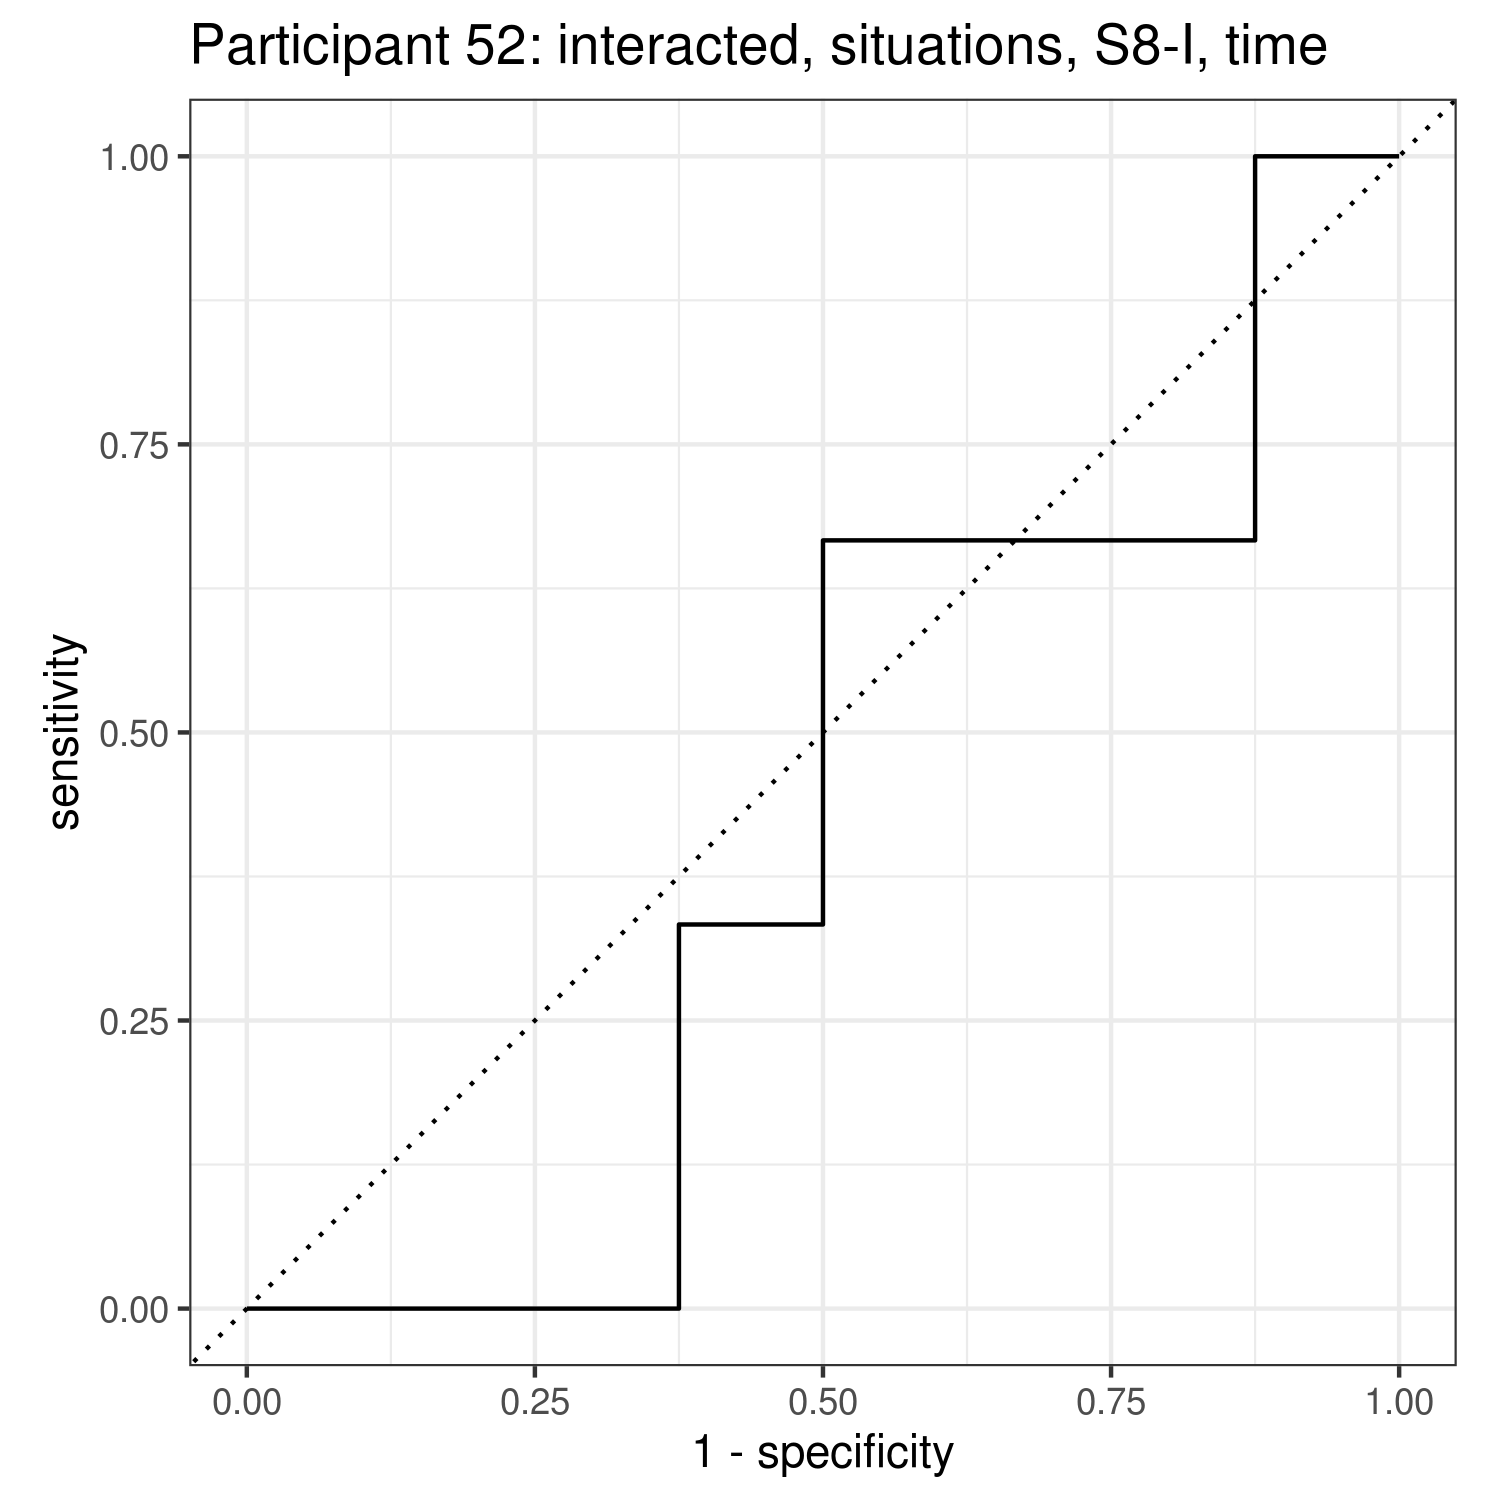 Participant 52: interacted, situations, S8-I, time
1.00
0.75
0.50
0.25
0.00
sensitivity
0.00 0.25 0.50 0.75 1.00
1 - specificity